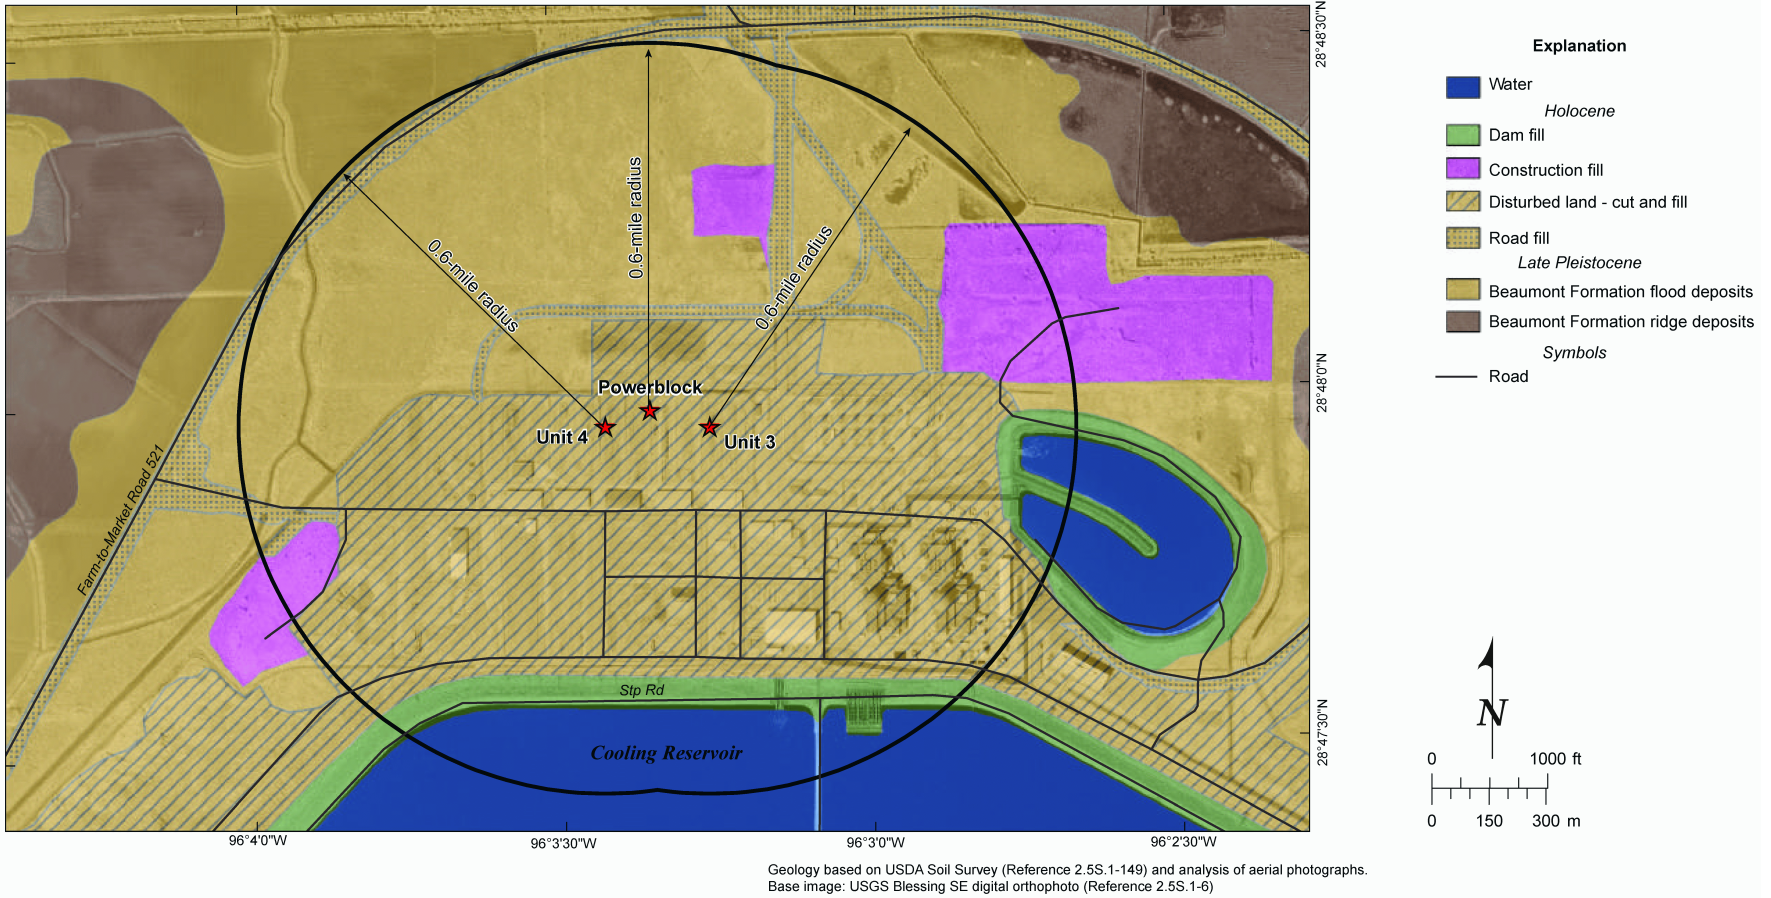 28°48'30"N
Explanation
Water
Holocene
Dam fill
Construction fill
Disturbed land - cut and fill
Road fill
Late Pleistocene
Beaumont Formation flood deposits
Beaumont Formation ridge deposits
Symbols
Road
0.6-mile radius
0.6-mile radius
0.6-mile radius
28°48'0"N
Powerblock
Unit 4
Unit 3
Farm-to-Market Road 521
Stp Rd
Cooling Reservoir
28°47'30"N
N
0 1000 ft
0 150 300 m
96°4'0"W 96°3'30"W 96°3'0"W 96°2'30"W
Geology based on USDA Soil Survey (Reference 2.5S.1-149) and analysis of aerial photographs.
Base image: USGS Blessing SE digital orthophoto (Reference 2.5S.1-6)